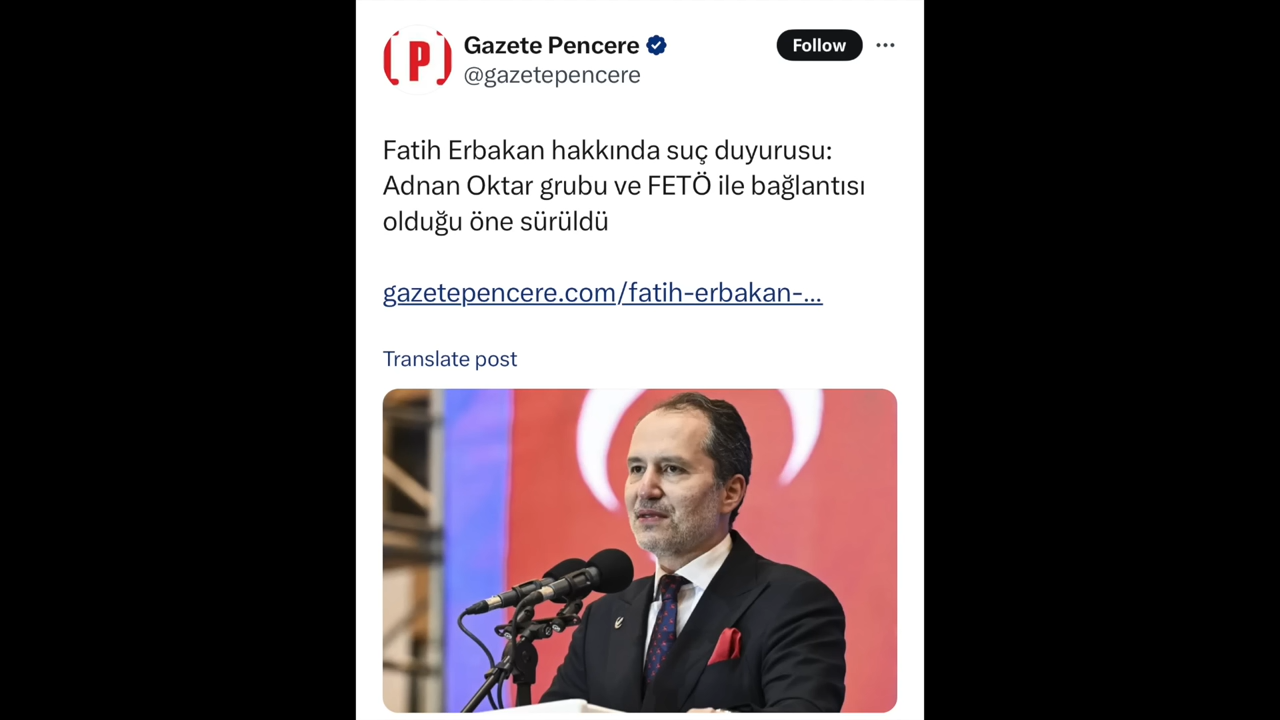 P
Gazete Pencere
@gazetepencere
Follow
Fatih Erbakan hakkında suç duyurusu:
Adnan Oktar grubu ve FETÖ ile bağlantısı
olduğu öne sürüldü
gazetepencere.com/fatih-erbakan-...
Translate post